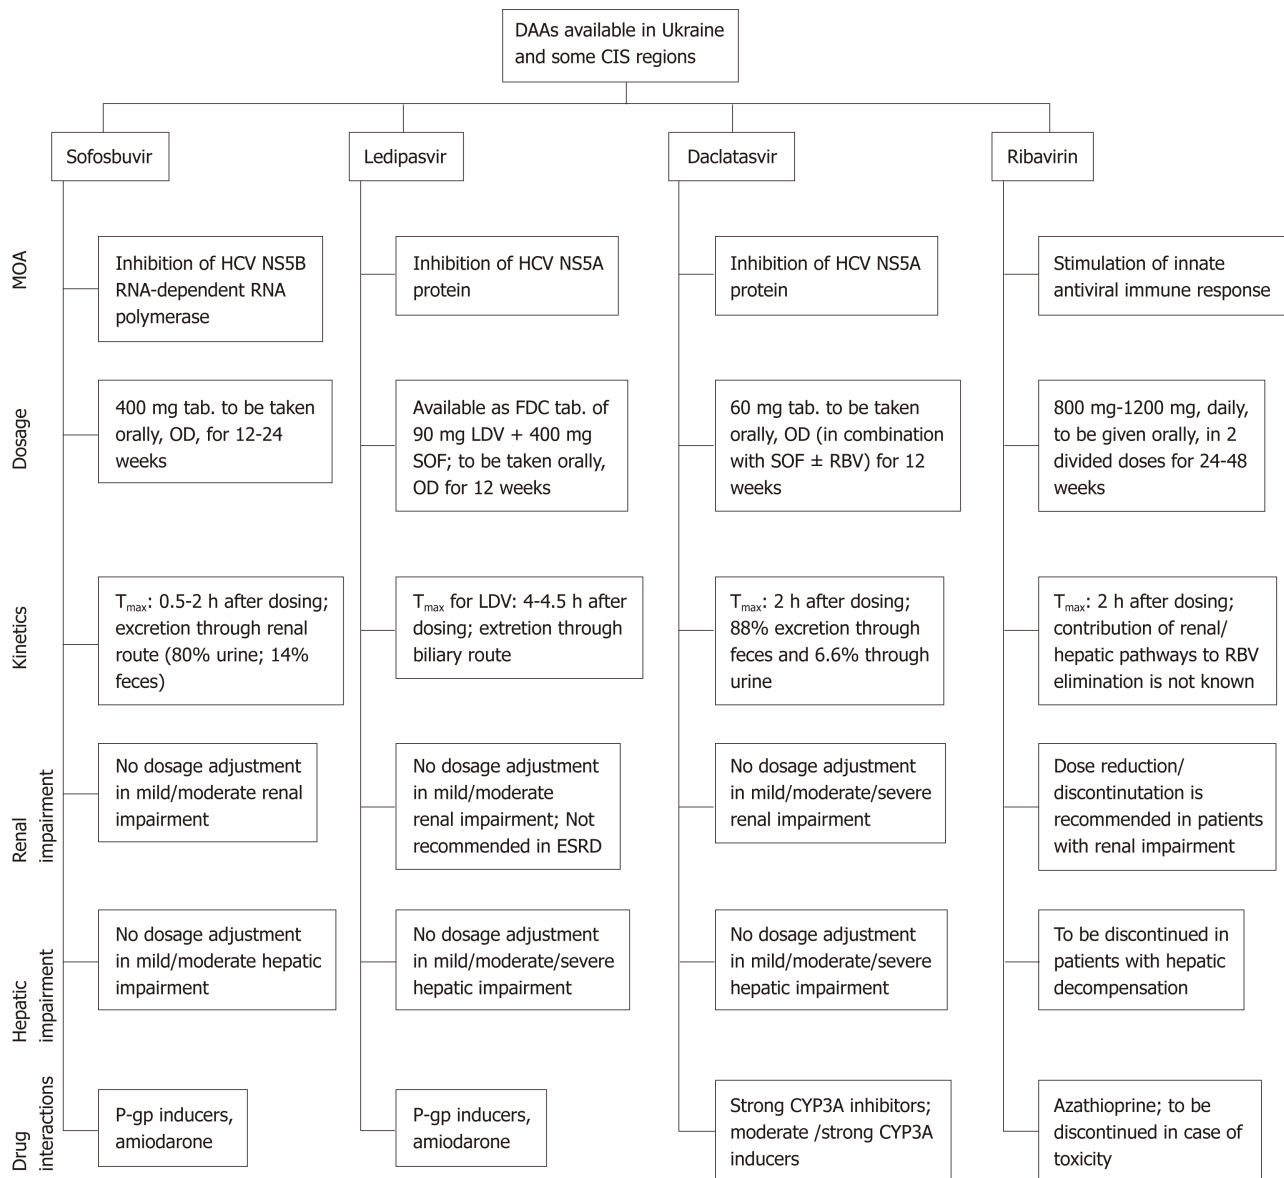 DAAs available in Ukraine
and some CIS regions
Sofosbuvir
Ledipasvir
Daclatasvir
Ribavirin
MOA
Inhibition of HCV NS5B
RNA-dependent RNA
polymerase
Inhibition of HCV NS5A
protein
Inhibition of HCV NS5A
protein
Stimulation of innate
antiviral immune response
Dosage
400 mg tab. to be taken
orally, OD, for 12-24
weeks
Available as FDC tab. of
90 mg LDV + 400 mg
SOF; to be taken orally,
OD for 12 weeks
60 mg tab. to be taken
orally, OD (in combination
with SOF ± RBV) for 12
weeks
800 mg-1200 mg, daily,
to be given orally, in 2
divided doses for 24-48
weeks
Kinetics
Tmax: 0.5-2 h after dosing;
excretion through renal
route (80% urine; 14%
feces)
Tmax for LDV: 4-4.5 h after
dosing; extretion through
biliary route
Tmax: 2 h after dosing;
88% excretion through
feces and 6.6% through
urine
Tmax: 2 h after dosing;
contribution of renal/
hepatic pathways to RBV
elimination is not known
Renal
impairment
No dosage adjustment
in mild/moderate renal
impairment
No dosage adjustment
in mild/moderate
renal impairment; Not
recommended in ESRD
No dosage adjustment
in mild/moderate/severe
renal impairment
Dose reduction/
discontinutation is
recommended in patients
with renal impairment
Hepatic
impairment
No dosage adjustment
in mild/moderate hepatic
impairment
No dosage adjustment
in mild/moderate/severe
hepatic impairment
No dosage adjustment
in mild/moderate/severe
hepatic impairment
To be discontinued in
patients with hepatic
decompensation
Drug
interactions
P-gp inducers,
amiodarone
P-gp inducers,
amiodarone
Strong CYP3A inhibitors;
moderate /strong CYP3A
inducers
Azathioprine; to be
discontinued in case of
toxicity